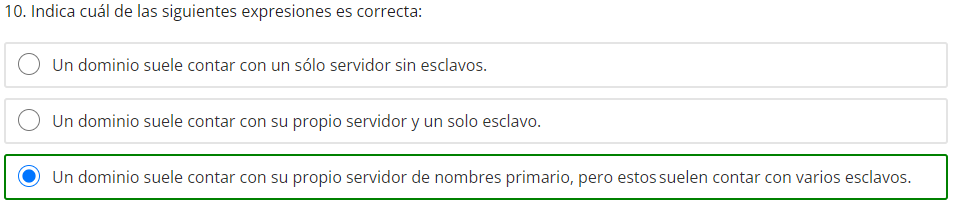 10. Indica cuál de las siguientes expresiones es correcta:
Un dominio suele contar con un sólo servidor sin esclavos.
Un dominio suele contar con su propio servidor y un solo esclavo.
Un dominio suele contar con su propio servidor de nombres primario, pero estos suelen contar con varios esclavos.